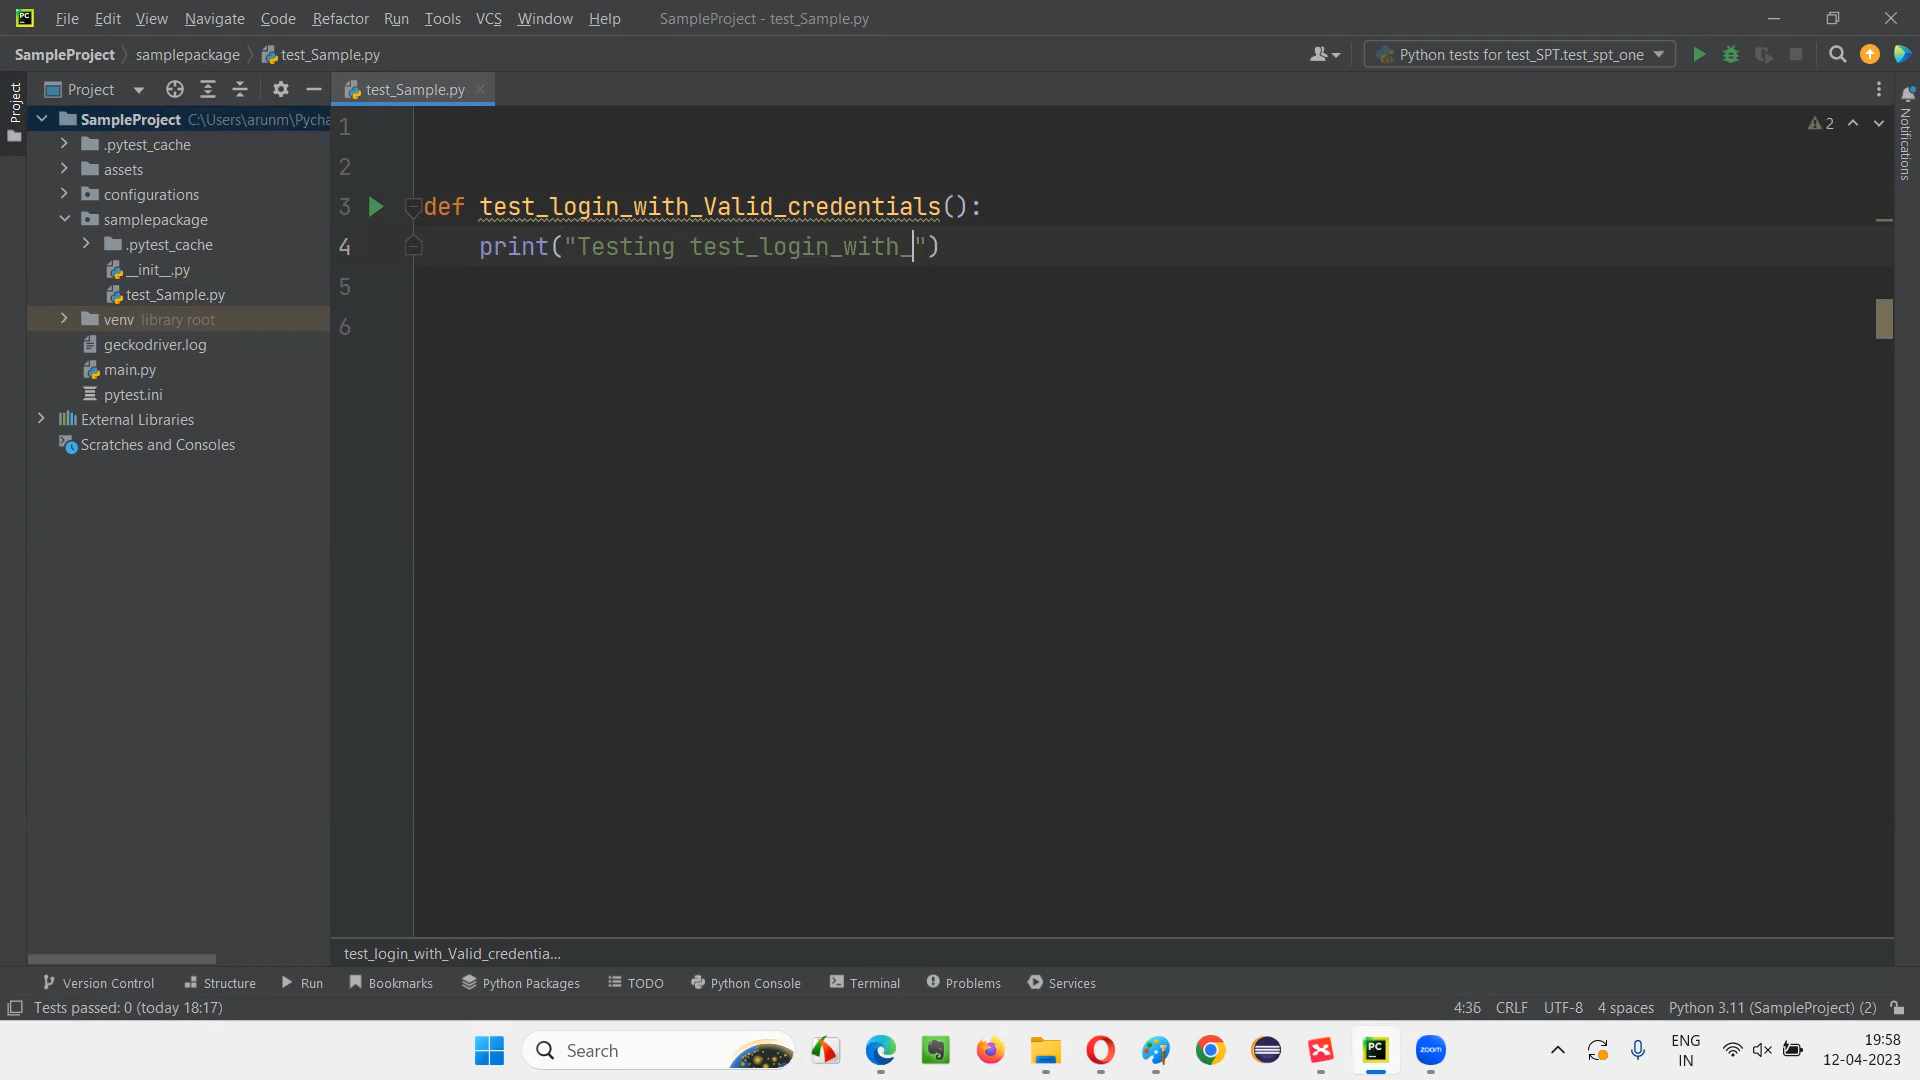 PC File Edit View Navigate Code Refactor Run Tools VCS Window Help SampleProject - test_Sample.py
SampleProject samplepackage test_Sample.py Python tests for test_SPT.test_spt_one
Project
Project
test_Sample.py
Notifications
SampleProject C:\Users\arunm\Pycha
.pytest_cache
assets
configurations
samplepackage
.pytest_cache
__init__.py
test_Sample.py
venv library root
geckodriver.log
main.py
pytest.ini
External Libraries
Scratches and Consoles
1
2
3 def test_login_with_Valid_credentials():
4 print("Testing test_login_with_")
5
6
2
test_login_with_Valid_credentia...
Version Control Structure Run Bookmarks Python Packages TODO Python Console Terminal Problems Services
Tests passed: 0 (today 18:17) 4:36 CRLF UTF-8 4 spaces Python 3.11 (SampleProject) (2)
Search PC zoom
ENG
IN
19:58
12-04-2023